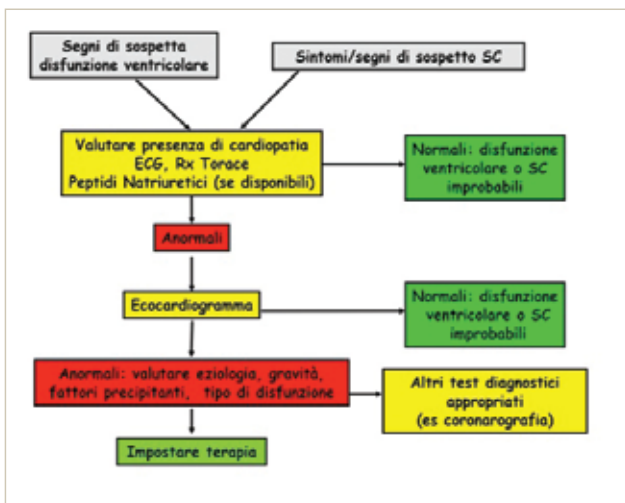 Segni di sospetta
disfunzione ventricolare
Sintomi/segni di sospetto SC
Valutare presenza di cardiopatia
ECG, Rx Torace
Peptidi Natriuretici (se disponibili)
Normali: disfunzione
ventricolare o SC
improbabili
Anormali
Ecocardiogramma
Normali: disfunzione
ventricolare o SC
improbabili
Anormali: valutare eziologia, gravità,
fattori precipitanti, tipo di disfunzione
Altri test diagnostici
appropriati
(es coronarografia)
Impostare terapia